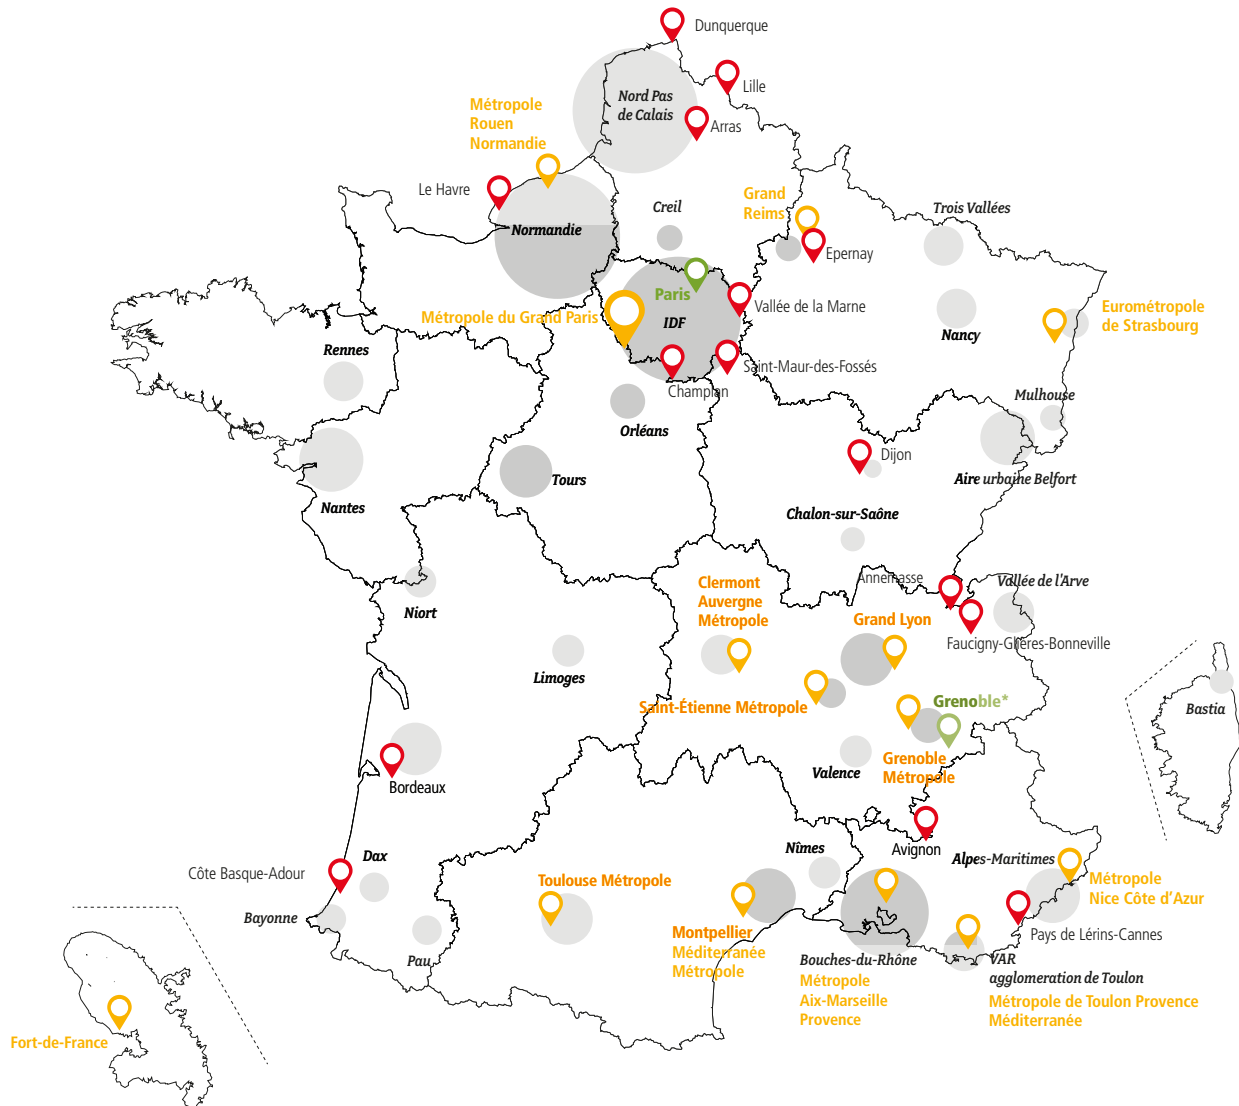 Dunquerque
Lille
Nord Pas
de Calais
Arras
Métropole
Rouen
Normandie
Le Havre
Normandie
Creil
Grand
Reims
Epernay
Trois Vallées
Paris
Vallée de la Marne
Métropole du Grand Paris
IDF
Nancy
Eurométropole
de Strasbourg
Rennes
Saint-Maur-des-Fossés
Champlan
Mulhouse
Orléans
Dijon
Aire urbaine Belfort
Tours
Nantes
Chalon-sur-Saône
Annemasse
Vallée de l'Arve
Niort
Clermont
Auvergne
Métropole
Grand Lyon
Faucigny-Glières-Bonneville
Limoges
Saint-Étienne Métropole
Grenoble*
Bastia
Valence
Grenoble
Métropole
Bordeaux
Avignon
Nîmes
Alpes-Maritimes
Dax
Côte Basque-Adour
Toulouse Métropole
Métropole
Nice Côte d'Azur
Bayonne
Montpellier
Méditerranée
Métropole
Pays de Lérins-Cannes
Pau
Bouches-du-Rhône
Métropole
Aix-Marseille
Provence
VAR
agglomeration de Toulon
Métropole de Toulon Provence
Méditerranée
Fort-de-France